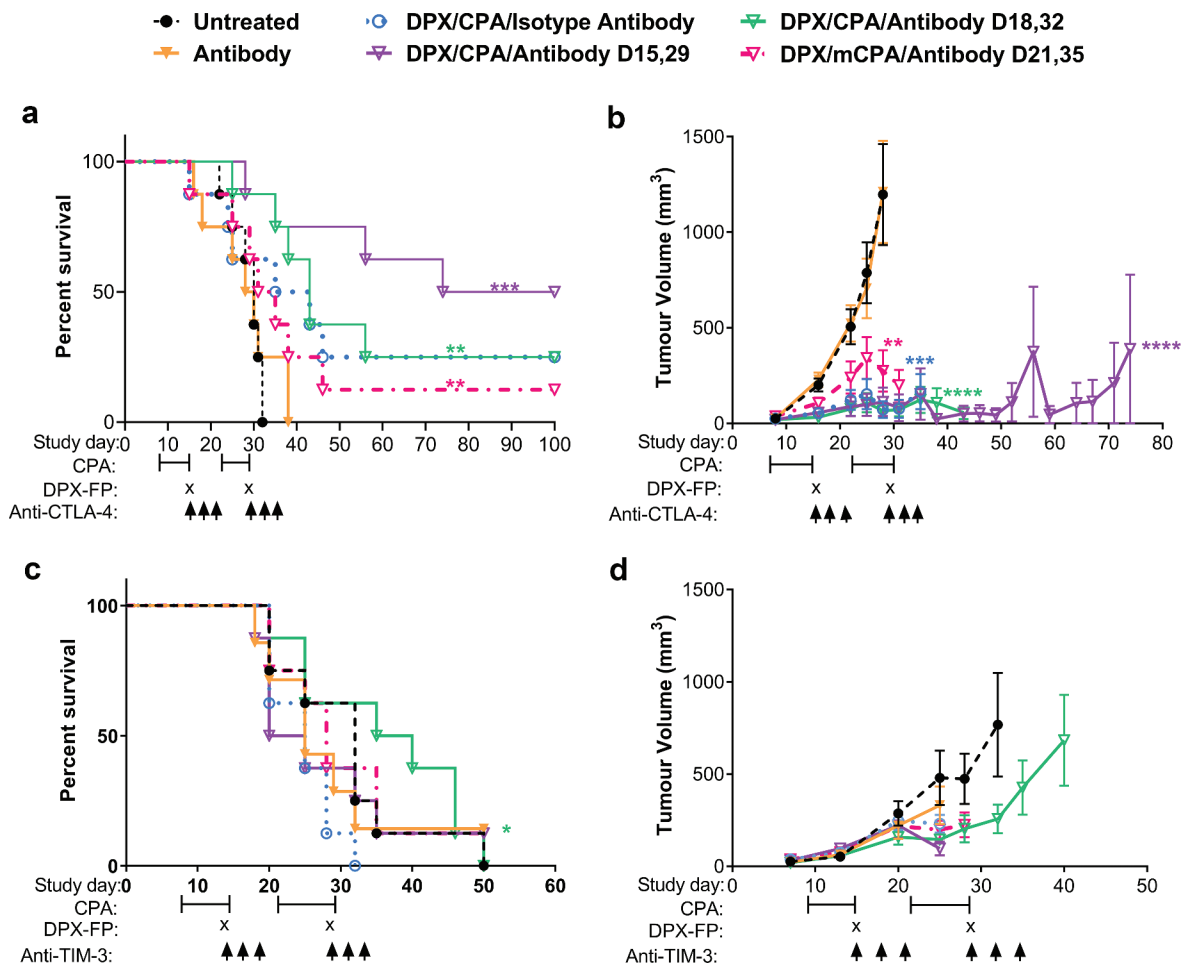 Untreated
DPX/CPA/Isotype Antibody
DPX/CPA/Antibody D18,32
Antibody
DPX/CPA/Antibody D15,29
DPX/mCPA/Antibody D21,35
a
b
Percent survival
100
50
0
***
**
**
Study day: 0 10 20 30 40 50 60 70 80 90 100
CPA:
DPX-FP: x x
Anti-CTLA-4:
Tumour Volume (mm³)
1500
1000
500
0
**
***
****
****
Study day: 0 10 20 30 40 50 60 70 80
CPA:
DPX-FP: x x
Anti-CTLA-4:
c
d
Percent survival
100
50
0
*
Study day: 0 10 20 30 40 50 60
CPA:
DPX-FP: x x
Anti-TIM-3:
Tumour Volume (mm³)
1500
1000
500
0
Study day: 0 10 20 30 40 50
CPA:
DPX-FP: x x
Anti-TIM-3: